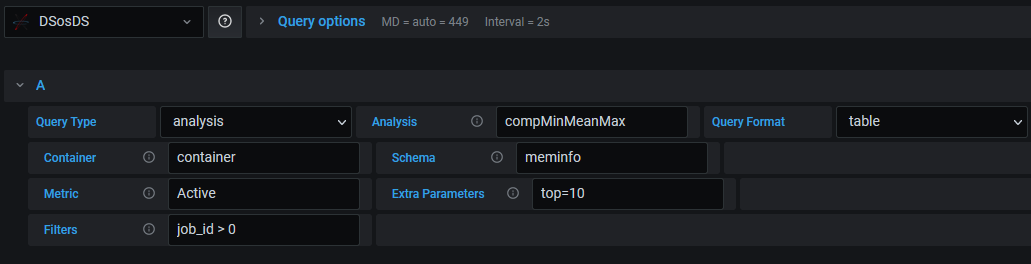 DSosDS Query options MD = auto = 449 Interval = 2s
A
Query Type analysis Analysis compMinMeanMax Query Format table
Container container Schema meminfo
Metric Active Extra Parameters top=10
Filters job_id > 0